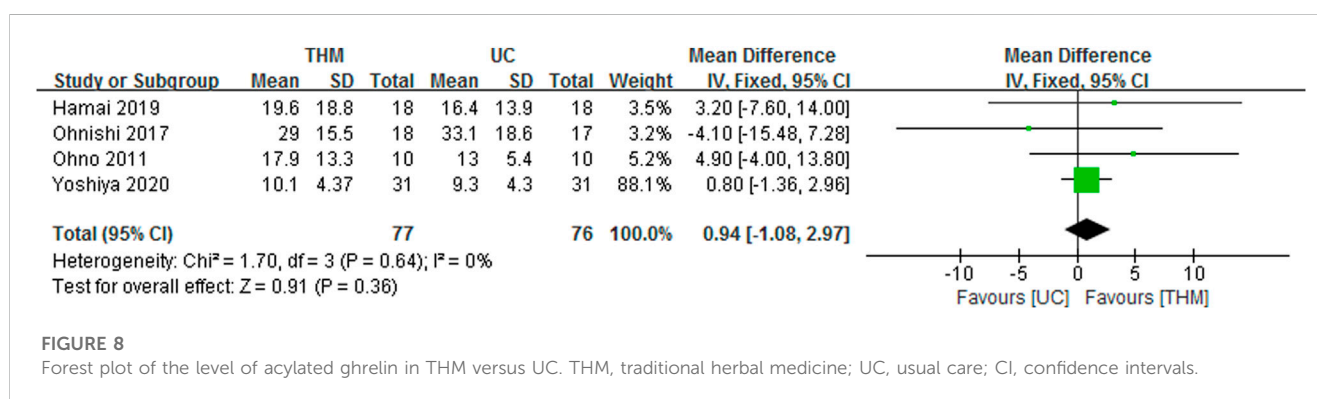 THM UC Mean Difference Mean Difference
Study or Subgroup Mean SD Total Mean SD Total Weight IV, Fixed, 95% CI IV, Fixed, 95% CI
Hamai 2019 19.6 18.8 18 16.4 13.9 18 3.5% 3.20 [-7.60, 14.00]
Ohnishi 2017 29 15.5 18 33.1 18.6 17 3.2% -4.10 [-15.48, 7.28]
Ohno 2011 17.9 13.3 10 13 5.4 10 5.2% 4.90 [-4.00, 13.80]
Yoshiya 2020 10.1 4.37 31 9.3 4.3 31 88.1% 0.80 [-1.36, 2.96]
Total (95% CI) 77 76 100.0% 0.94 [-1.08, 2.97]
Heterogeneity: Chi² = 1.70, df = 3 (P = 0.64); I² = 0%
Test for overall effect: Z = 0.91 (P = 0.36)
-10 -5 0 5 10
Favours [UC] Favours [THM]
FIGURE 8
Forest plot of the level of acylated ghrelin in THM versus UC. THM, traditional herbal medicine; UC, usual care; CI, confidence intervals.